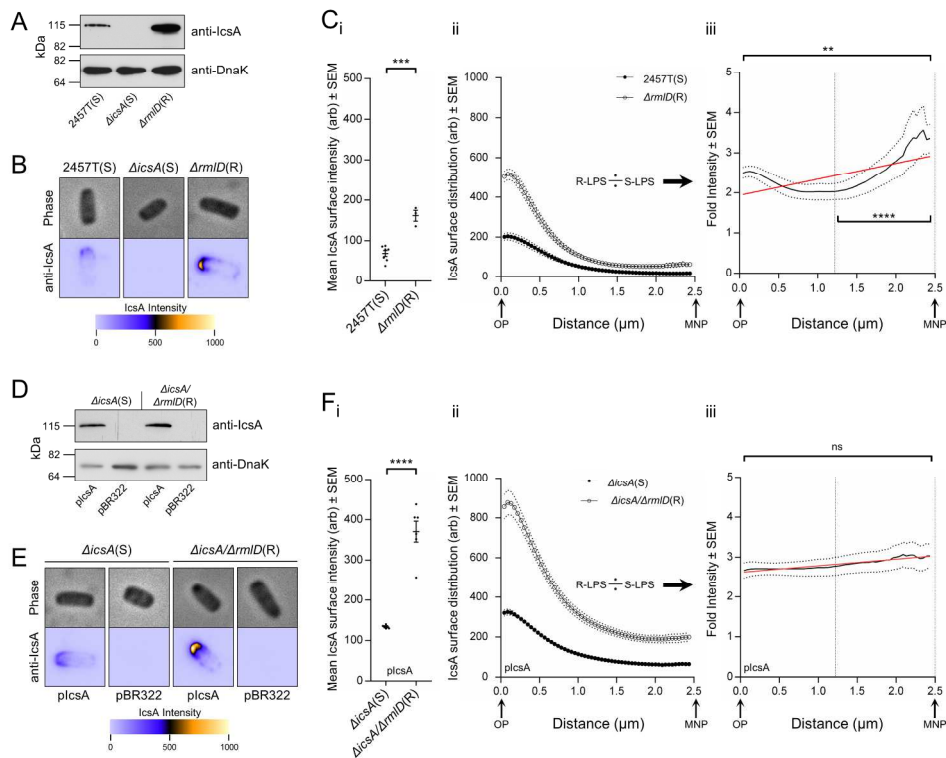 A
kDa
115
82
82
64
anti-IcsA
anti-DnaK
2457T(S)
ΔicsA(S)
ΔrmlD(R)
B
2457T(S) ΔicsA(S) ΔrmlD(R)
Phase
anti-IcsA
IcsA Intensity
0 500 1000
C i
Mean IcsA surface intensity (arb) ± SEM
500
400
300
200
100
0
***
2457T(S)
ΔrmlD(R)
ii
IcsA surface distribution (arb) ± SEM
1000
800
600
400
200
0
2457T(S)
ΔrmlD(R)
R-LPS ÷ S-LPS
0.0 0.5 1.0 1.5 2.0 2.5
OP Distance (µm) MNP
iii
**
Fold Intensity ± SEM
5
4
3
2
1
0
****
0.0 0.5 1.0 1.5 2.0 2.5
OP Distance (µm) MNP
D
ΔicsA(S)
ΔicsA/
ΔrmlD(R)
kDa
115
82
64
anti-IcsA
anti-DnaK
pIcsA
pBR322
pIcsA
pBR322
E
ΔicsA(S) ΔicsA/ΔrmlD(R)
Phase
anti-IcsA
pIcsA pBR322 pIcsA pBR322
IcsA Intensity
0 500 1000
F i
Mean IcsA surface intensity (arb) ± SEM
500
400
300
200
100
0
****
pIcsA
ΔicsA(S)
ΔicsA/ΔrmlD(R)
ii
IcsA surface distribution (arb) ± SEM
1000
800
600
400
200
0
ΔicsA(S)
ΔicsA/ΔrmlD(R)
R-LPS ÷ S-LPS
pIcsA
0.0 0.5 1.0 1.5 2.0 2.5
OP Distance (µm) MNP
iii
ns
Fold Intensity ± SEM
5
4
3
2
1
0
pIcsA
0.0 0.5 1.0 1.5 2.0 2.5
OP Distance (µm) MNP